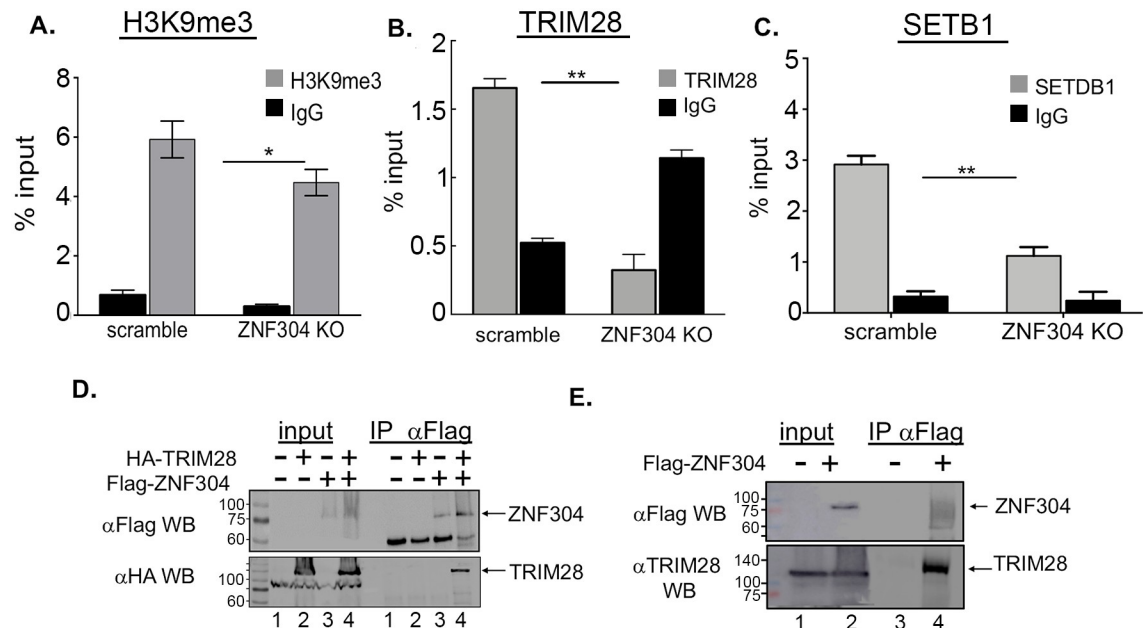 A.
H3K9me3
H3K9me3
IgG
% input
8
6
4
2
0
*
scramble
ZNF304 KO
B.
TRIM28
TRIM28
IgG
% input
2
1.5
1
0.5
0
**
scramble
ZNF304 KO
C.
SETB1
SETDB1
IgG
% input
5
4
3
2
1
0
**
scramble
ZNF304 KO
D.
input IP αFlag
HA-TRIM28 - + - + - + - +
Flag-ZNF304 - - + + - - + +
αFlag WB
100
75
60
ZNF304
αHA WB
100
60
TRIM28
1 2 3 4 1 2 3 4
E.
input IP αFlag
Flag-ZNF304 - + - +
αFlag WB
100
75
60
ZNF304
αTRIM28
WB
140
100
75
TRIM28
1 2 3 4